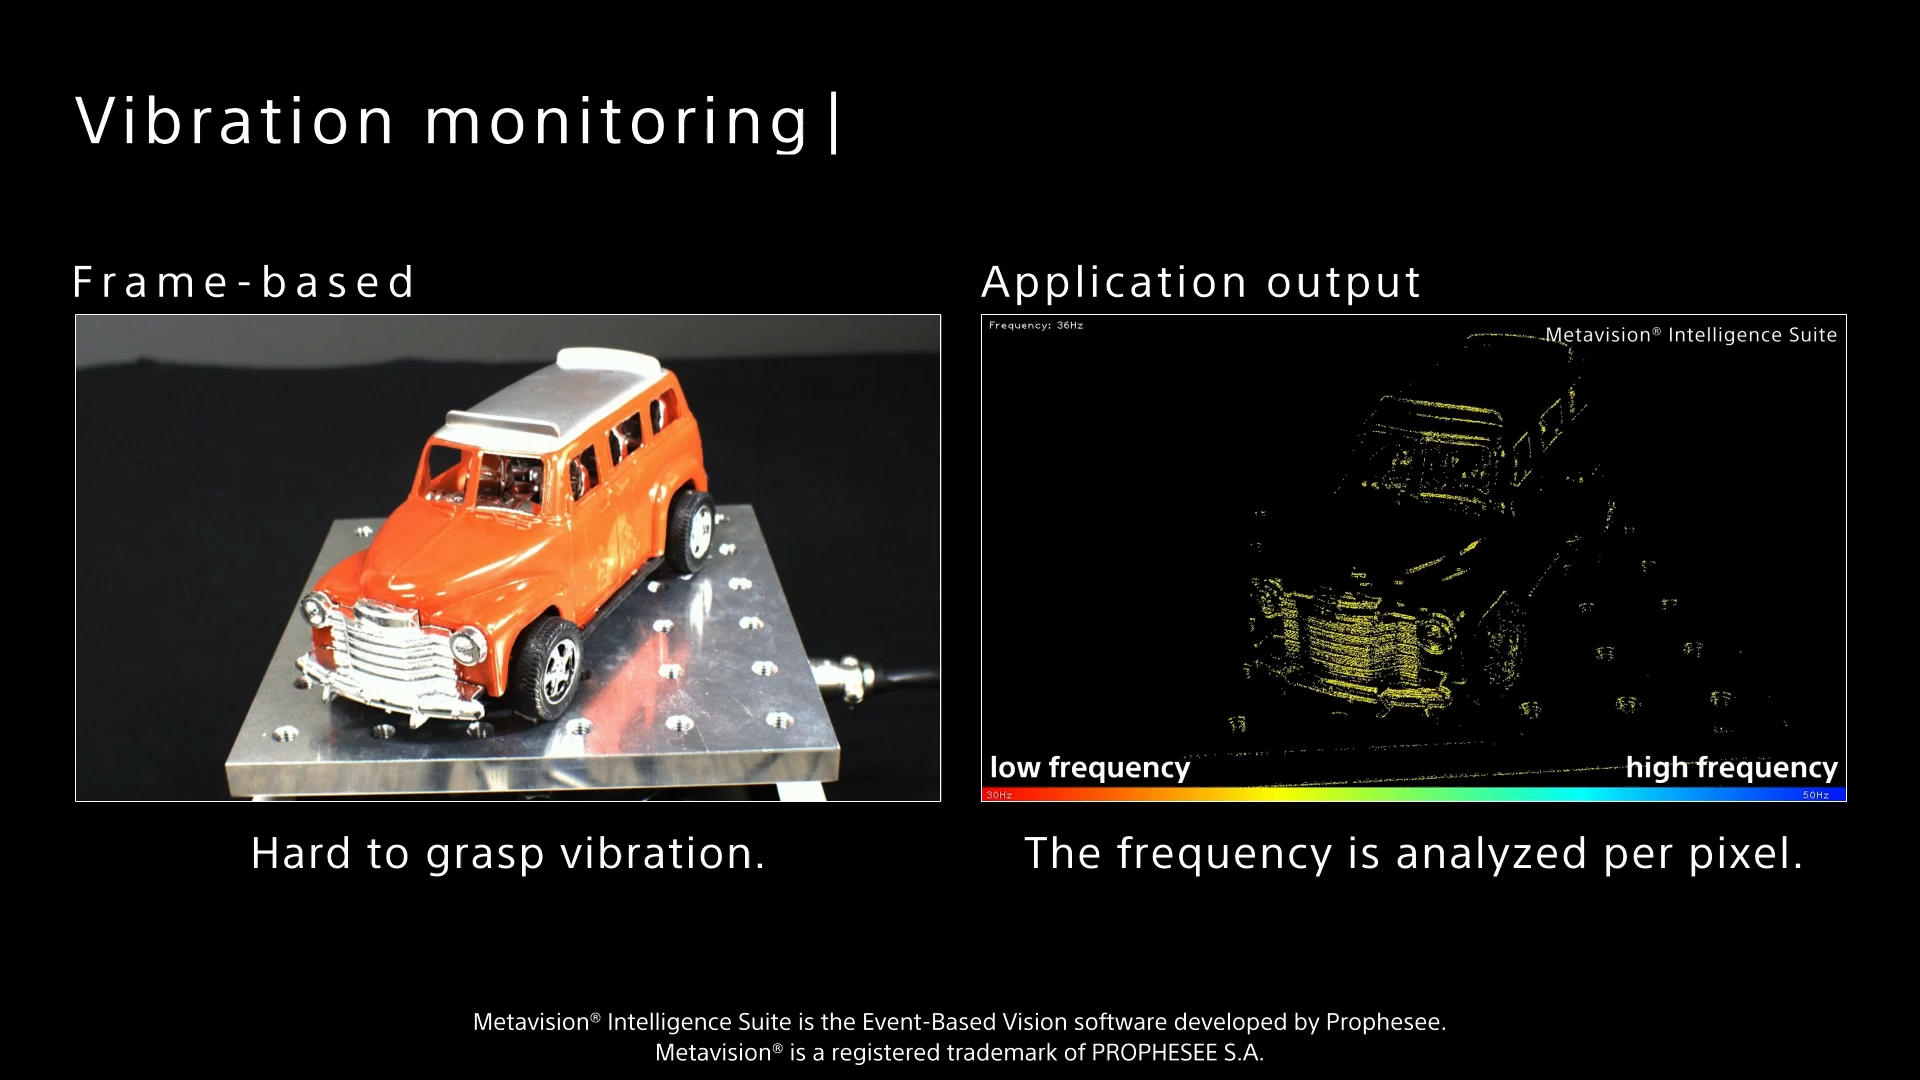 Vibration monitoring|
Frame-based
Application output
Frequency: 36Hz
Metavision® Intelligence Suite
low frequency
high frequency
30Hz
50Hz
Hard to grasp vibration.
The frequency is analyzed per pixel.
Metavision® Intelligence Suite is the Event-Based Vision software developed by Prophesee.
Metavision® is a registered trademark of PROPHESEE S.A.